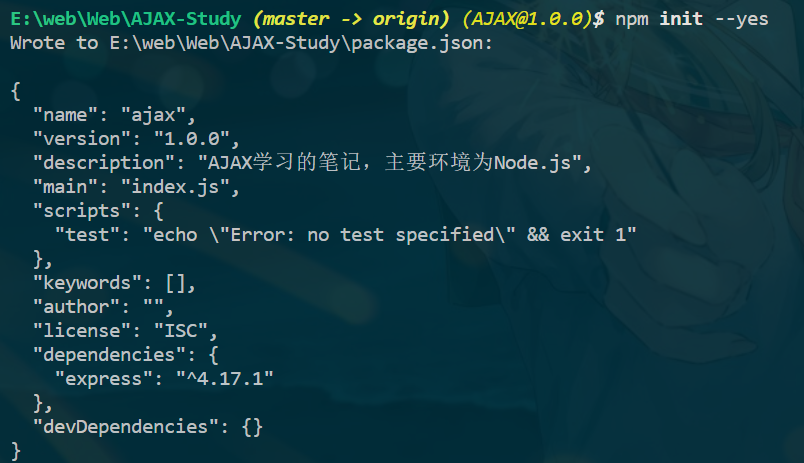 E:\web\Web\AJAX-Study (master -> origin) (AJAX@1.0.0)$ npm init --yes
Wrote to E:\web\Web\AJAX-Study\package.json:
{
  "name": "ajax",
  "version": "1.0.0",
  "description": "AJAX学习的笔记，主要环境为Node.js",
  "main": "index.js",
  "scripts": {
    "test": "echo \"Error: no test specified\" && exit 1"
  },
  "keywords": [],
  "author": "",
  "license": "ISC",
  "dependencies": {
    "express": "^4.17.1"
  },
  "devDependencies": {}
}